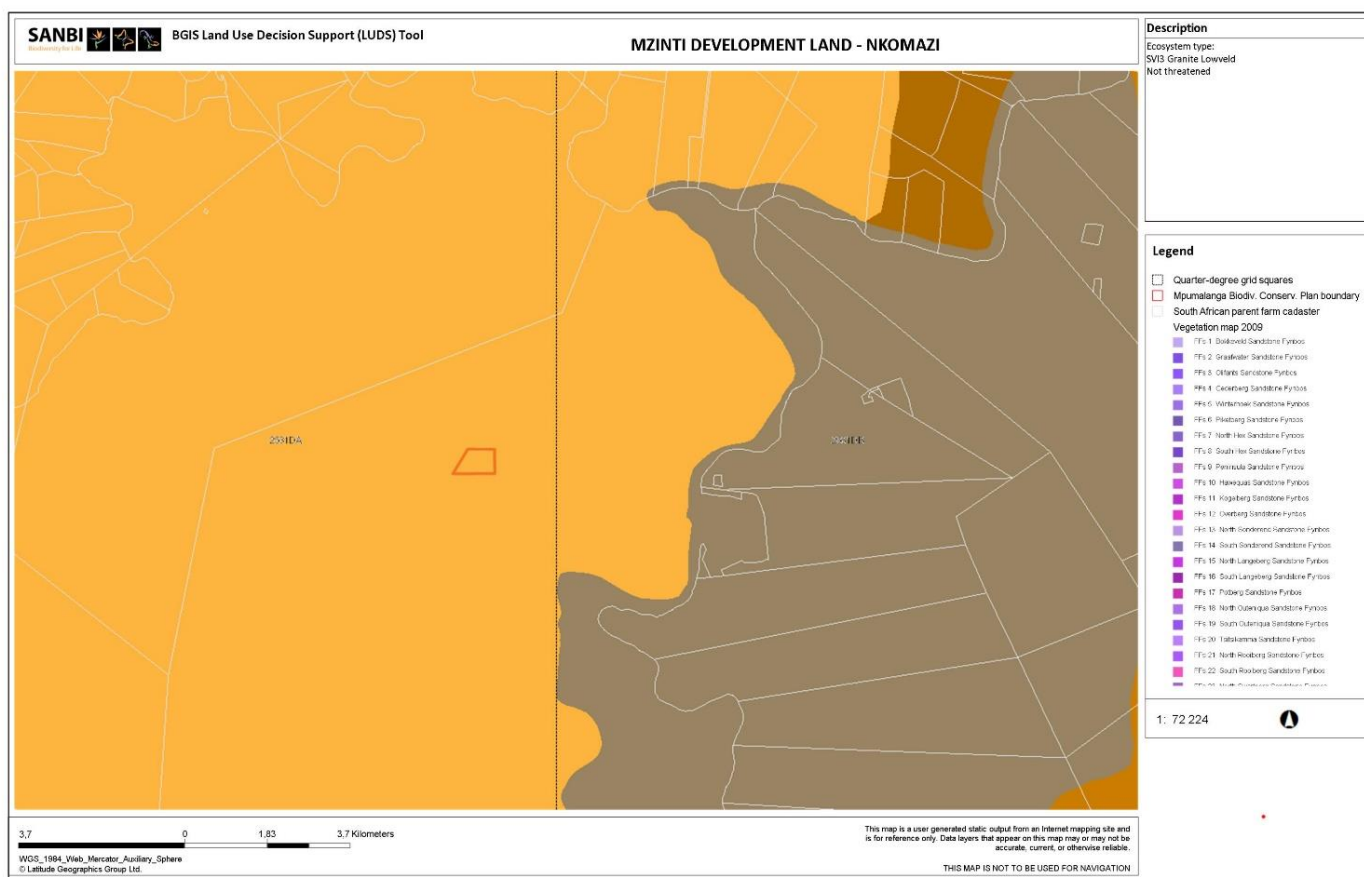 SANBI
Biodiversity for Life
BGIS Land Use Decision Support (LUDS) Tool
MZINTI DEVELOPMENT LAND - NKOMAZI
Description
Ecosystem type:
SVI3 Granite Lowveld
Not threatened
2531DA
Legend
Quarter-degree grid squares
Mpumalanga Biodiv. Conserv. Plan boundary
South African parent farm cadaster
Vegetation map 2009
FFs 1 Bokkeveld Sandstone Fynbos
FFs 2 Graafwater Sandstone Fynbos
FFs 3 Olifants Sandstone Fynbos
FFs 4 Cederberg Sandstone Fynbos
FFs 5 Winterhoek Sandstone Fynbos
FFs 6 Piketberg Sandstone Fynbos
FFs 7 North Hex Sandstone Fynbos
FFs 8 South Hex Sandstone Fynbos
FFs 9 Peninsula Sandstone Fynbos
FFs 10 Hawequas Sandstone Fynbos
FFs 11 Kogelberg Sandstone Fynbos
FFs 12 Overberg Sandstone Fynbos
FFs 13 North Sonderend Sandstone Fynbos
FFs 14 South Sonderend Sandstone Fynbos
FFs 15 North Langeberg Sandstone Fynbos
FFs 16 South Langeberg Sandstone Fynbos
FFs 17 Potberg Sandstone Fynbos
FFs 18 North Outeniqua Sandstone Fynbos
FFs 19 South Outeniqua Sandstone Fynbos
FFs 20 Tsitsikamma Sandstone Fynbos
FFs 21 North Rooiberg Sandstone Fynbos
FFs 22 South Rooiberg Sandstone Fynbos
1: 72 224
3,7 0 1,83 3,7 Kilometers
WGS_1984_Web_Mercator_Auxiliary_Sphere
© Latitude Geographics Group Ltd.
This map is a user generated static output from an Internet mapping site and
is for reference only. Data layers that appear on this map may or may not be
accurate, current, or otherwise reliable.
THIS MAP IS NOT TO BE USED FOR NAVIGATION